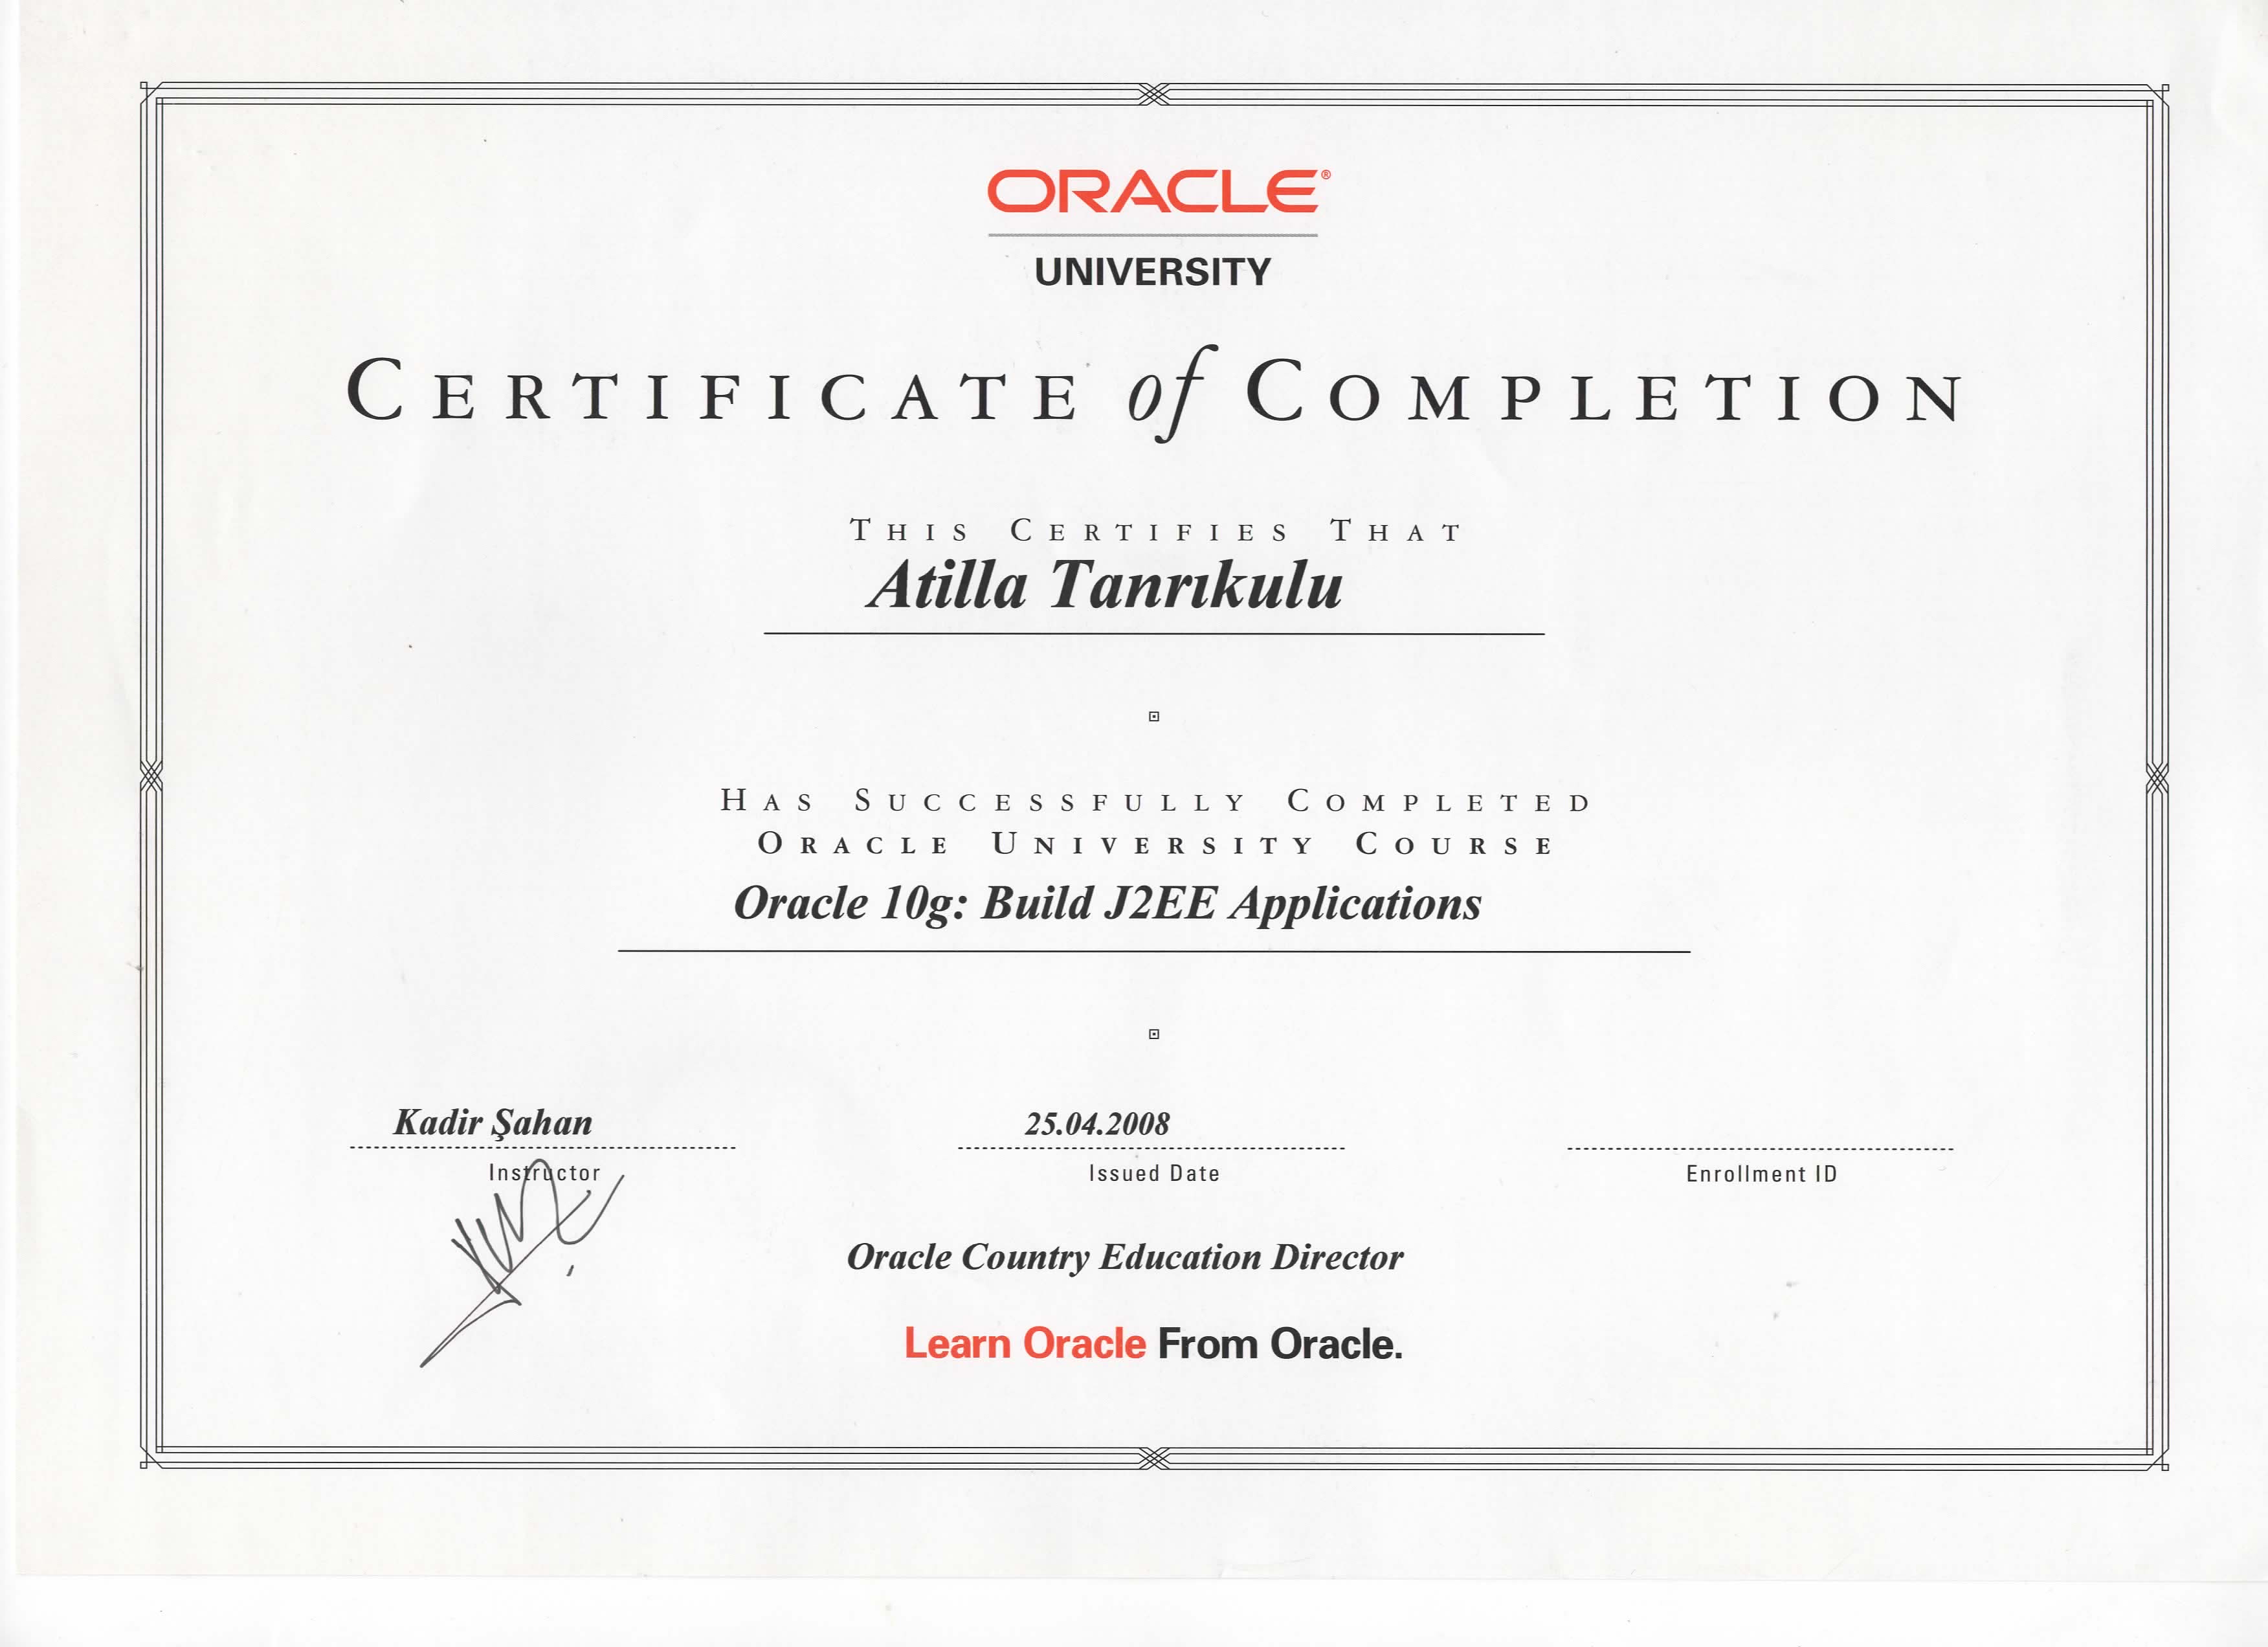 ORACLE®
UNIVERSITY
CERTIFICATE of COMPLETION
THIS CERTIFIES THAT
Atilla Tanrıkulu
HAS SUCCESSFULLY COMPLETED
ORACLE UNIVERSITY COURSE
Oracle 10g: Build J2EE Applications
Kadir Şahan
Instructor
25.04.2008
Issued Date
Enrollment ID
Oracle Country Education Director
Learn Oracle From Oracle.